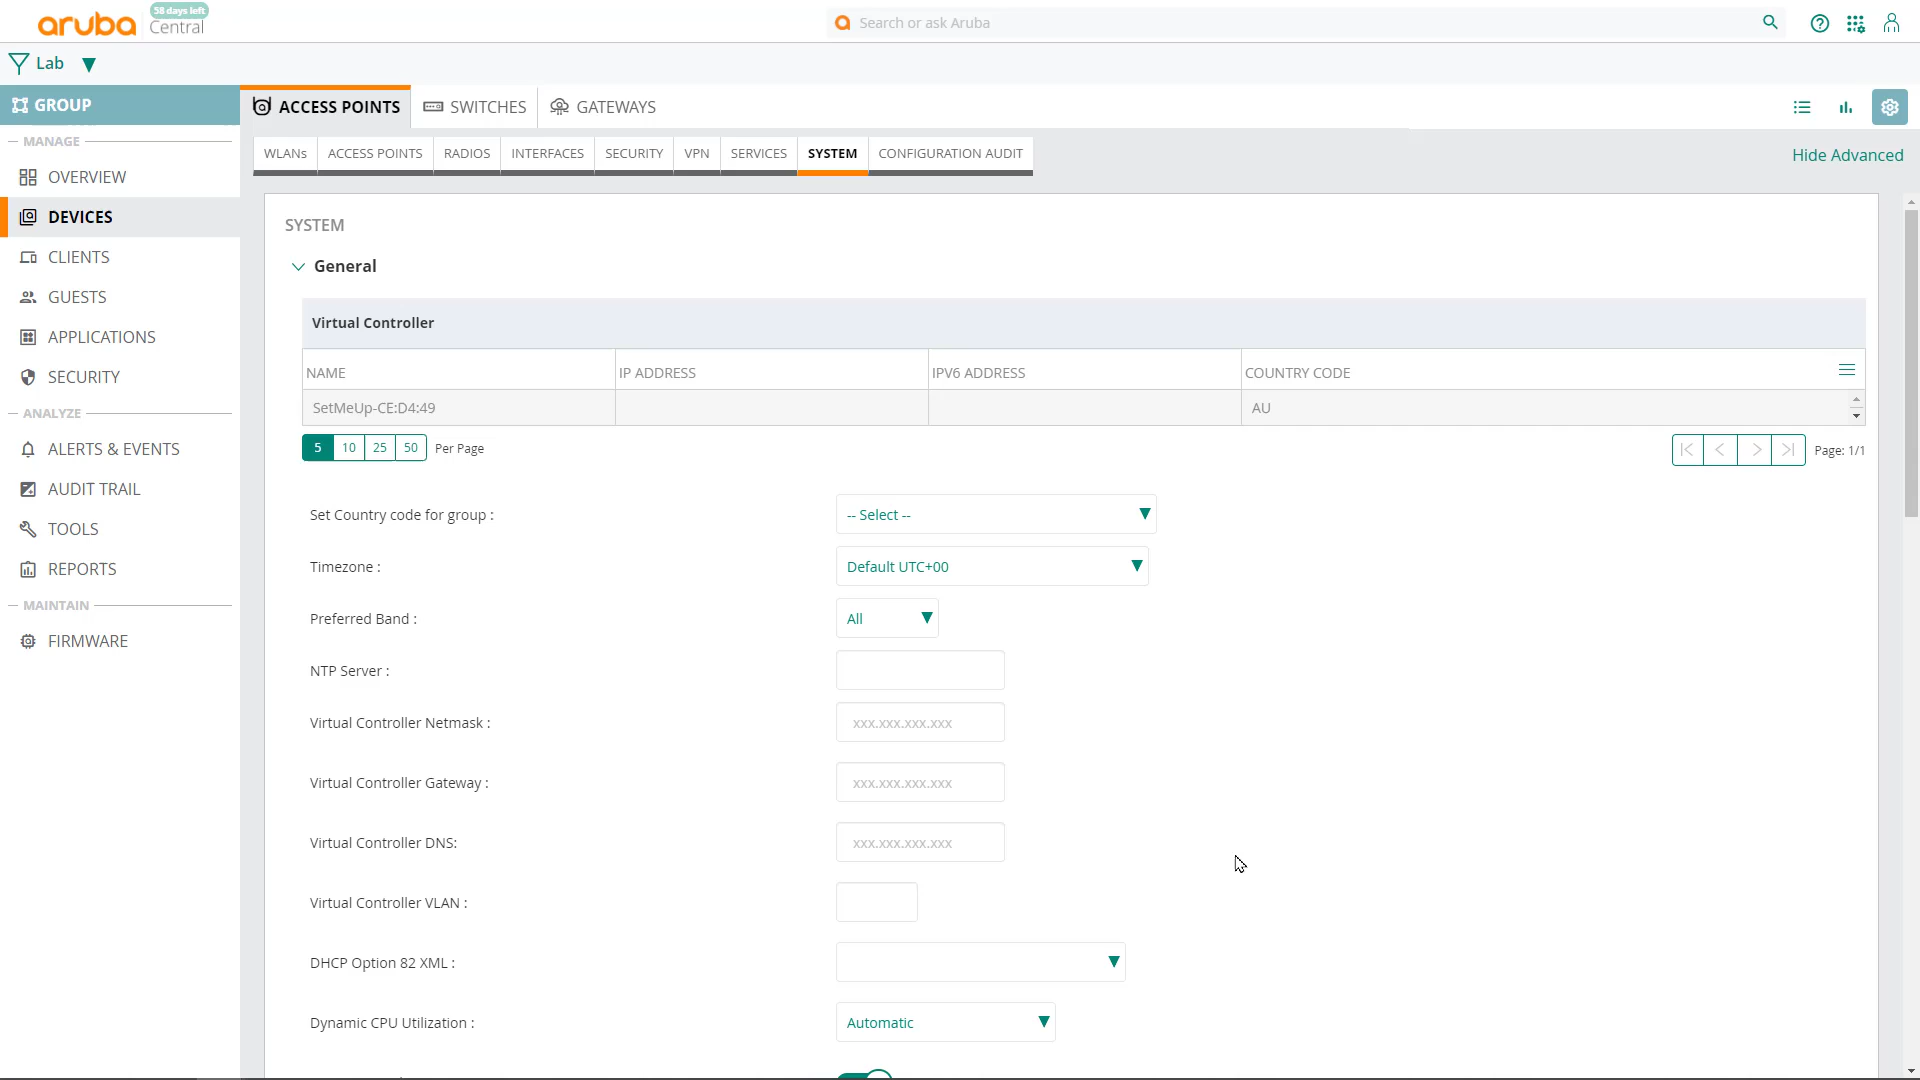 58 days left
aruba Central
Search or ask Aruba
Lab
GROUP
ACCESS POINTS
SWITCHES
GATEWAYS
MANAGE
OVERVIEW
DEVICES
CLIENTS
GUESTS
APPLICATIONS
SECURITY
ANALYZE
ALERTS & EVENTS
AUDIT TRAIL
TOOLS
REPORTS
MAINTAIN
FIRMWARE
WLANs ACCESS POINTS RADIOS INTERFACES SECURITY VPN SERVICES SYSTEM CONFIGURATION AUDIT
Hide Advanced
SYSTEM
General
Virtual Controller
NAME IP ADDRESS IPV6 ADDRESS COUNTRY CODE
SetMeUp-CE:D4:49 AU
5 10 25 50 Per Page
Page: 1/1
Set Country code for group : -- Select --
Timezone : Default UTC+00
Preferred Band : All
NTP Server :
Virtual Controller Netmask : xxx.xxx.xxx.xxx
Virtual Controller Gateway : xxx.xxx.xxx.xxx
Virtual Controller DNS: xxx.xxx.xxx.xxx
Virtual Controller VLAN :
DHCP Option 82 XML :
Dynamic CPU Utilization : Automatic